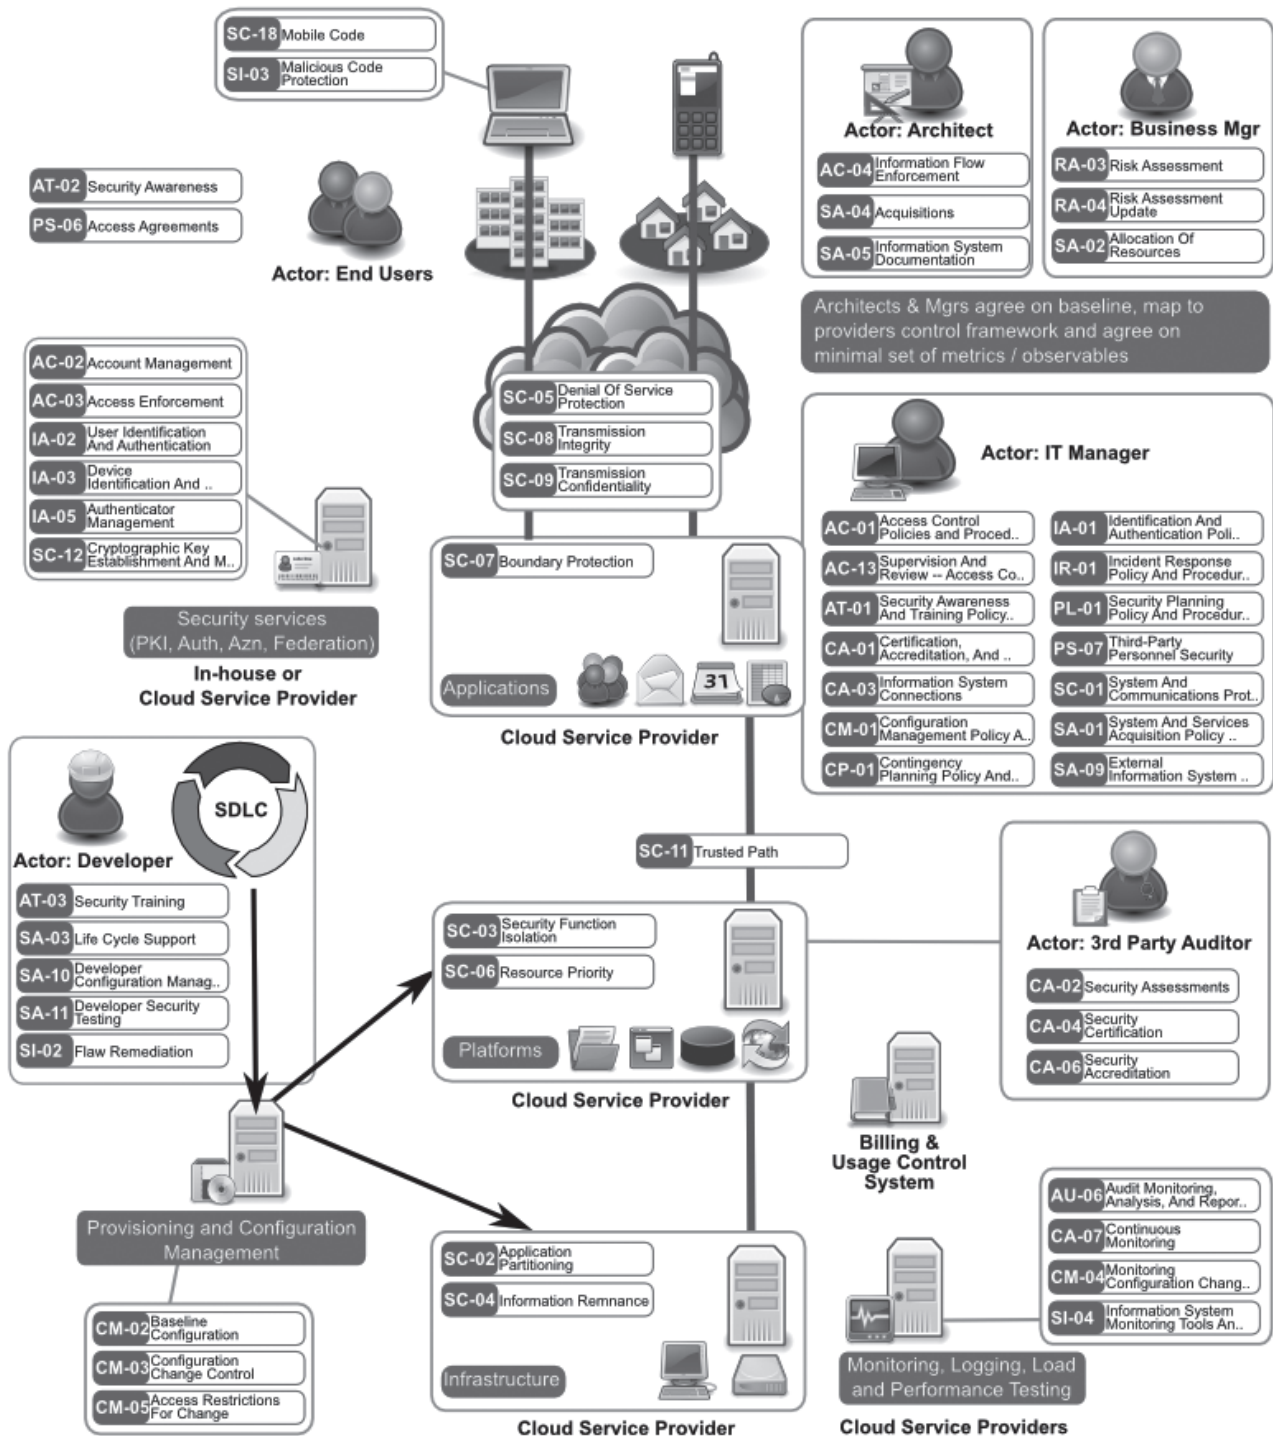 SC-18 Mobile Code
SI-03 Malicious Code
Protection
AT-02 Security Awareness
PS-06 Access Agreements
Actor: End Users
Actor: Architect
AC-04 Information Flow
Enforcement
SA-04 Acquisitions
SA-05 Information System
Documentation
Actor: Business Mgr
RA-03 Risk Assessment
RA-04 Risk Assessment
Update
SA-02 Allocation Of
Resources
Architects & Mgrs agree on baseline, map to
providers control framework and agree on
minimal set of metrics / observables
AC-02 Account Management
AC-03 Access Enforcement
IA-02 User Identification
And Authentication
IA-03 Device
Identification And ..
IA-05 Authenticator
Management
SC-12 Cryptographic Key
Establishment And M..
Security services
(PKI, Auth, Azn, Federation)
In-house or
Cloud Service Provider
SC-05 Denial Of Service
Protection
SC-08 Transmission
Integrity
SC-09 Transmission
Confidentiality
SC-07 Boundary Protection
31
Applications
Cloud Service Provider
Actor: IT Manager
AC-01 Access Control
Policies and Proced..
AC-13 Supervision And
Review -- Access Co..
AT-01 Security Awareness
And Training Policy..
CA-01 Certification,
Accreditation, And ..
CA-03 Information System
Connections
CM-01 Configuration
Management Policy A..
CP-01 Contingency
Planning Policy And..
IA-01 Identification And
Authentication Poli..
IR-01 Incident Response
Policy And Procedur..
PL-01 Security Planning
Policy And Procedur..
PS-07 Third-Party
Personnel Security
SC-01 System And
Communications Prot..
SA-01 System And Services
Acquisition Policy ..
SA-09 External
Information System ..
SDLC
Actor: Developer
AT-03 Security Training
SA-03 Life Cycle Support
SA-10 Developer
Configuration Manag..
SA-11 Developer Security
Testing
SI-02 Flaw Remediation
SC-11 Trusted Path
SC-03 Security Function
Isolation
SC-06 Resource Priority
Platforms
Cloud Service Provider
Actor: 3rd Party Auditor
CA-02 Security Assessments
CA-04 Security
Certification
CA-06 Security
Accreditation
Billing &
Usage Control
System
Provisioning and Configuration
Management
CM-02 Baseline
Configuration
CM-03 Configuration
Change Control
CM-05 Access Restrictions
For Change
SC-02 Application
Partitioning
SC-04 Information Remnance
Infrastructure
Cloud Service Provider
AU-06 Audit Monitoring,
Analysis, And Repor..
CA-07 Continuous
Monitoring
CM-04 Monitoring
Configuration Chang..
SI-04 Information System
Monitoring Tools An..
Monitoring, Logging, Load
and Performance Testing
Cloud Service Providers